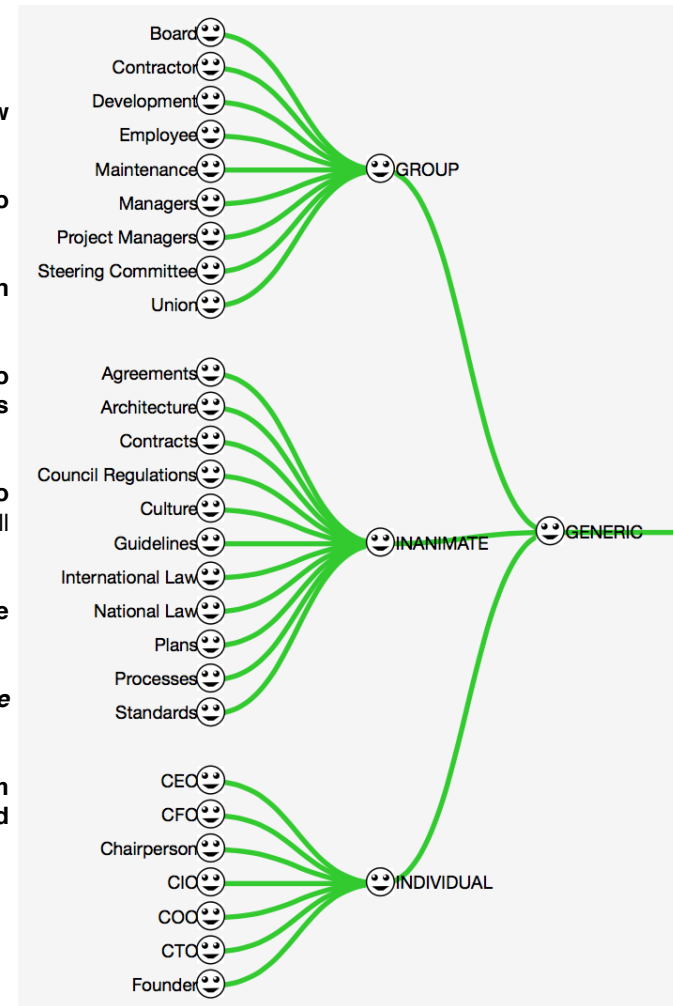 Board
Contractor
Development
Employee
Maintenance
Managers
Project Managers
Steering Committee
Union
GROUP
Agreements
Architecture
Contracts
Council Regulations
Culture
Guidelines
International Law
National Law
Plans
Processes
Standards
INANIMATE
GENERIC
CEO
CFO
Chairperson
CIO
COO
CTO
Founder
INDIVIDUAL